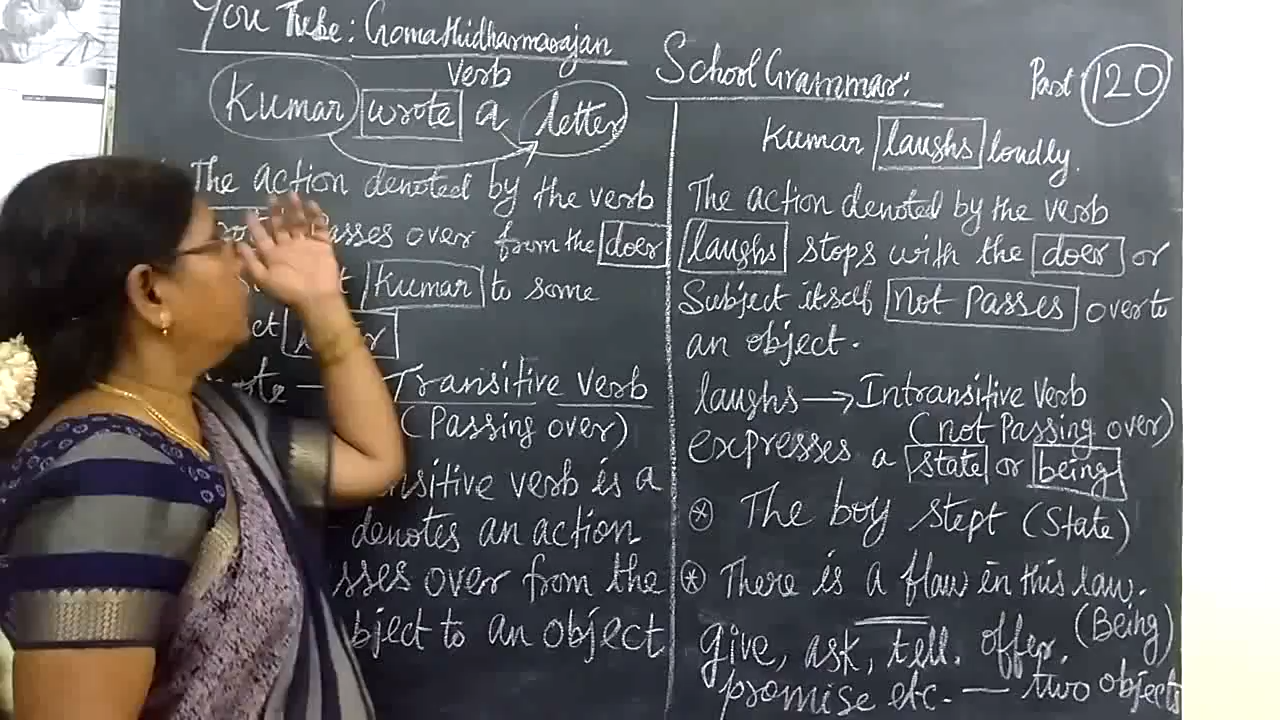 You Tube: Gomathidharmarajan
School Grammar:
Part 120
verb
Kumar wrote a letter
The action denoted by the verb
passes over from the doer
Kumar to some
Transitive verb
(Passing over)
nsitive verb is a
denotes an action
sses over from the
bject to an object
Kumar laughs loudly.
The action denoted by the verb
laughs stops with the doer or
Subject itself not Passes over to
an object.
laughs → Intransitive Verb
(not Passing over)
expresses a state or being
* The boy slept (State)
* There is a flaw in this law.
(Being)
give, ask, tell, offer,
promise etc. — two objects